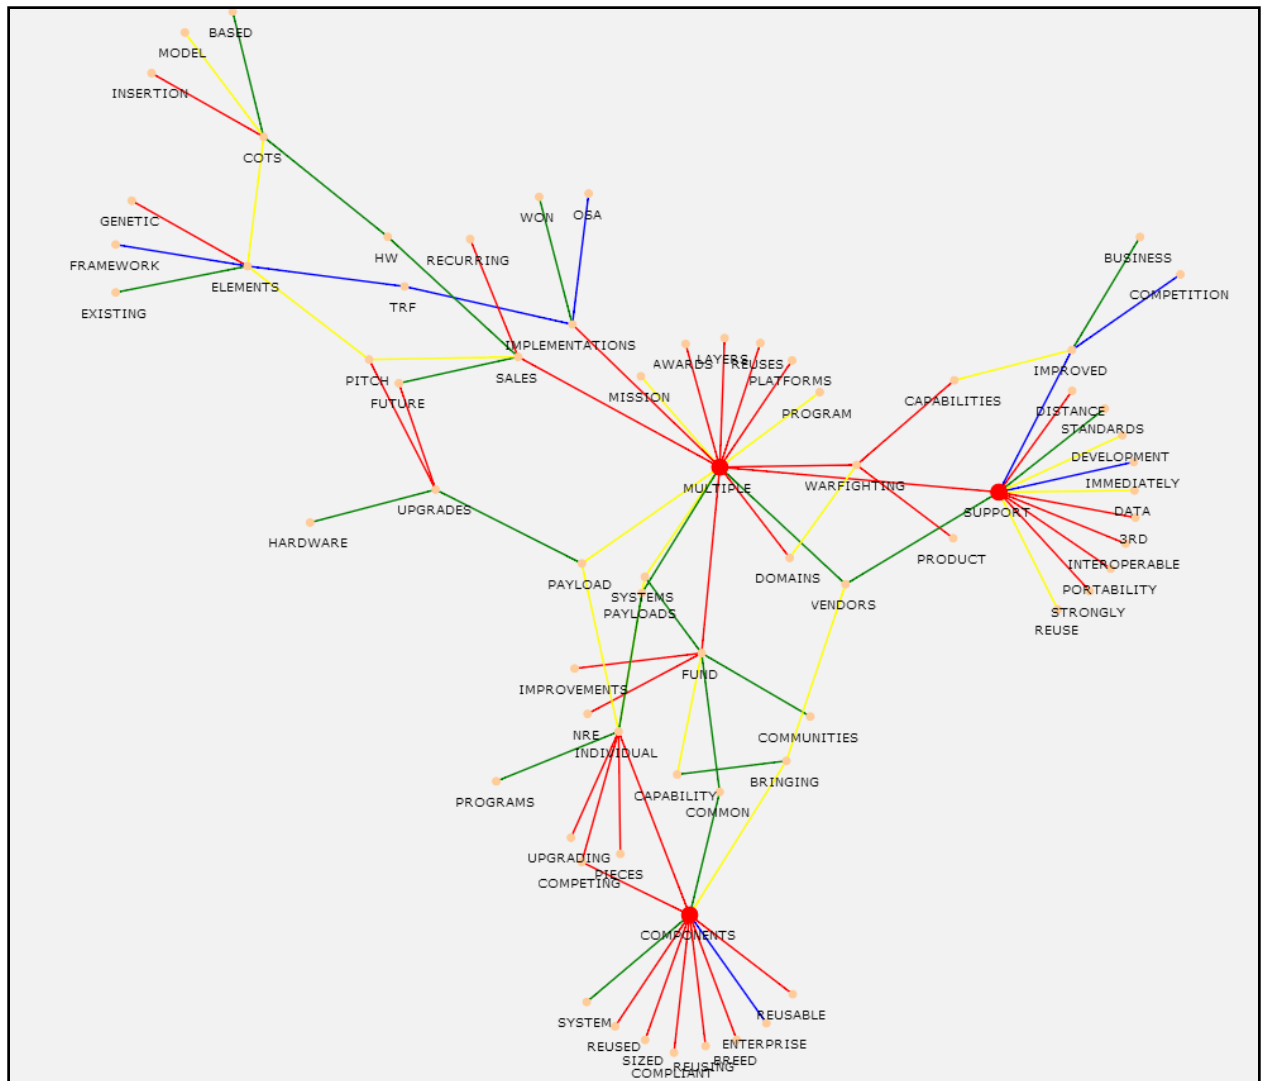 BASED
MODEL
INSERTION
COTS
GENETIC
WON
OSA
FRAMEWORK
HW
RECURRING
BUSINESS
ELEMENTS
COMPETITION
EXISTING
TRF
IMPLEMENTATIONS
AWARDS
LAYERS
REUSES
PITCH
SALES
PLATFORMS
IMPROVED
FUTURE
MISSION
CAPABILITIES
PROGRAM
DISTANCE
STANDARDS
DEVELOPMENT
MULTIPLE
WARFIGHTING
IMMEDIATELY
UPGRADES
SUPPORT
DATA
HARDWARE
3RD
PRODUCT
INTEROPERABLE
PAYLOAD
DOMAINS
PORTABILITY
SYSTEMS
VENDORS
PAYLOADS
STRONGLY
REUSE
FUND
IMPROVEMENTS
NRE
COMMUNITIES
INDIVIDUAL
BRINGING
CAPABILITY
PROGRAMS
COMMON
UPGRADING
PIECES
COMPETING
COMPONENTS
REUSABLE
SYSTEM
ENTERPRISE
REUSED
SIZED
BREED
REUSING
COMPLIANT